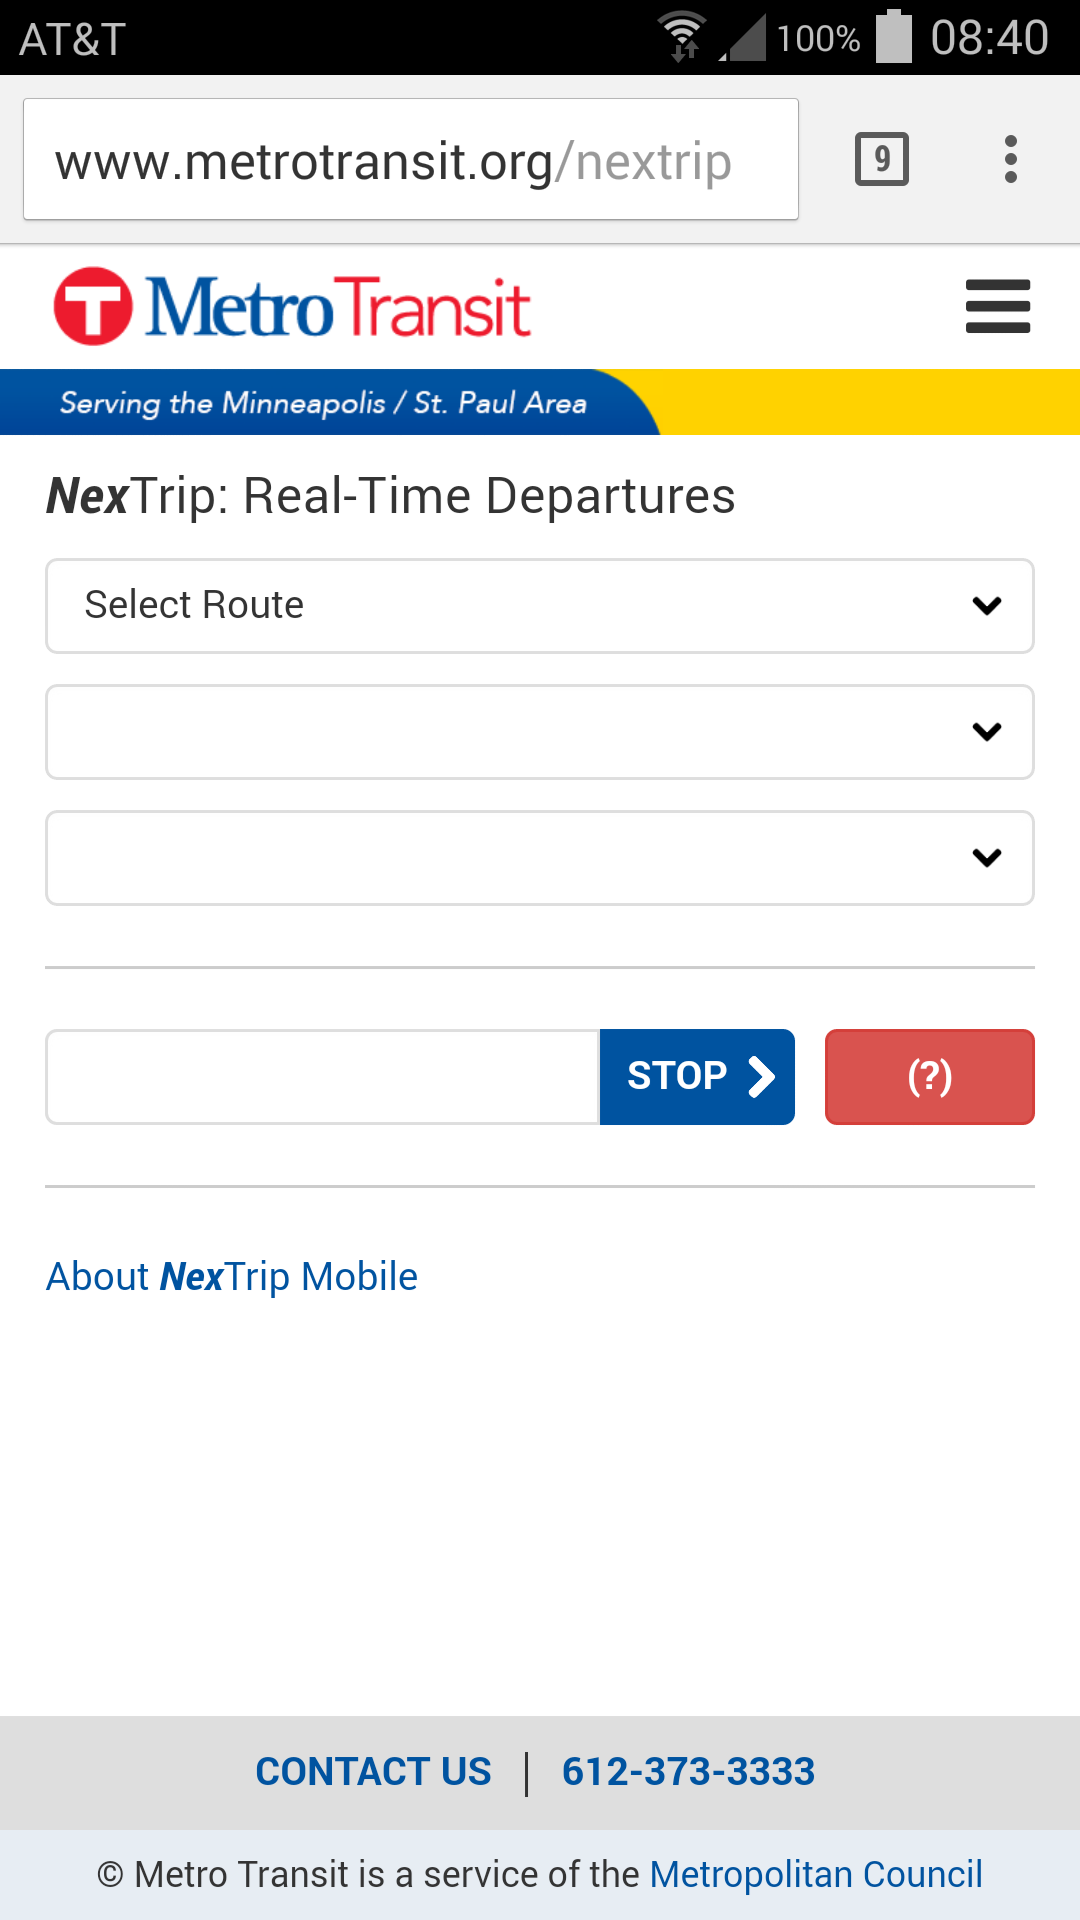 AT&T 100% 08:40
www.metrotransit.org/nextrip 9
T MetroTransit
Serving the Minneapolis / St. Paul Area
NexTrip: Real-Time Departures
Select Route
STOP (?)
About NexTrip Mobile
CONTACT US | 612-373-3333
© Metro Transit is a service of the Metropolitan Council